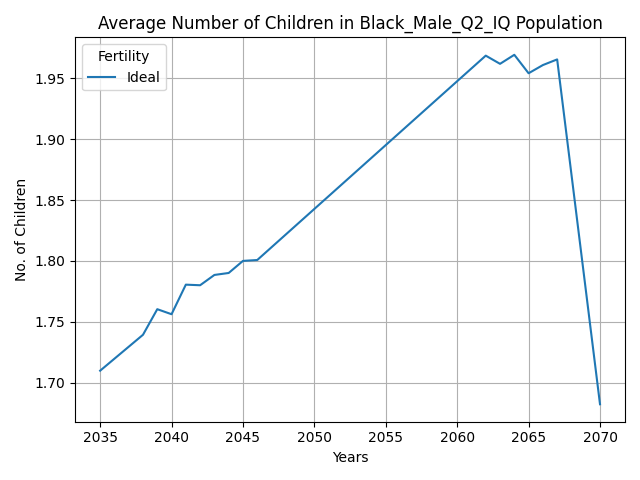 Average Number of Children in Black_Male_Q2_IQ Population
Fertility
Ideal
1.95
1.90
1.85
1.80
1.75
1.70
No. of Children
2035 2040 2045 2050 2055 2060 2065 2070
Years